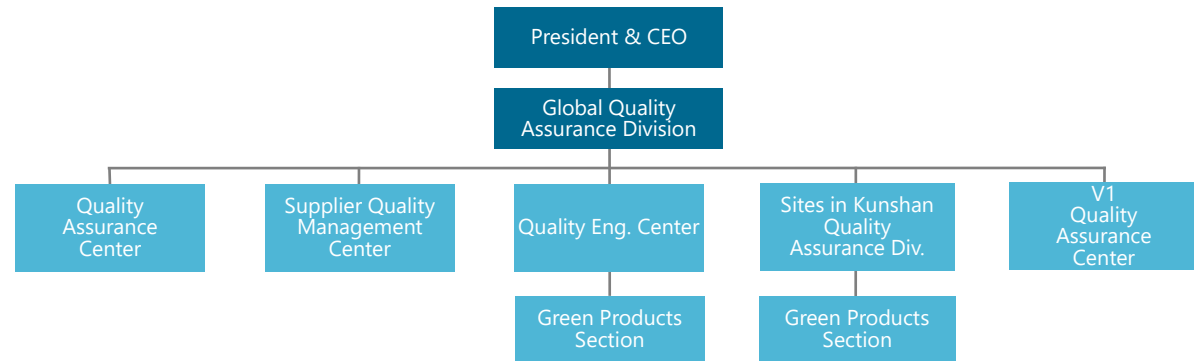 President & CEO
Global Quality
Assurance Division
Quality
Assurance
Center
Supplier Quality
Management
Center
Quality Eng. Center
Sites in Kunshan
Quality
Assurance Div.
V1
Quality
Assurance
Center
Green Products
Section
Green Products
Section